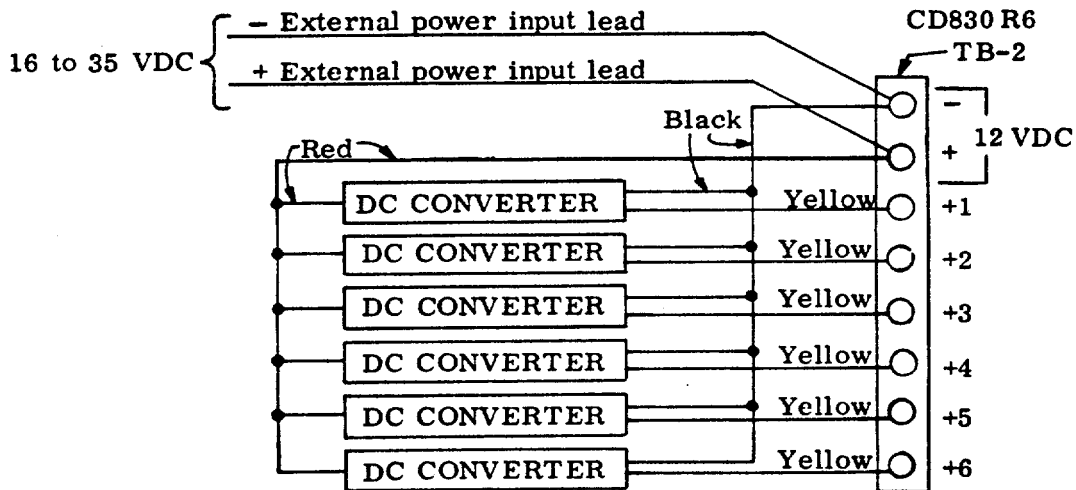 − External power input lead
CD830 R6
TB-2
16 to 35 VDC
+ External power input lead
−
Black
12 VDC
+
Red
DC CONVERTER Yellow +1
DC CONVERTER Yellow +2
DC CONVERTER Yellow +3
DC CONVERTER Yellow +4
DC CONVERTER Yellow +5
DC CONVERTER Yellow +6